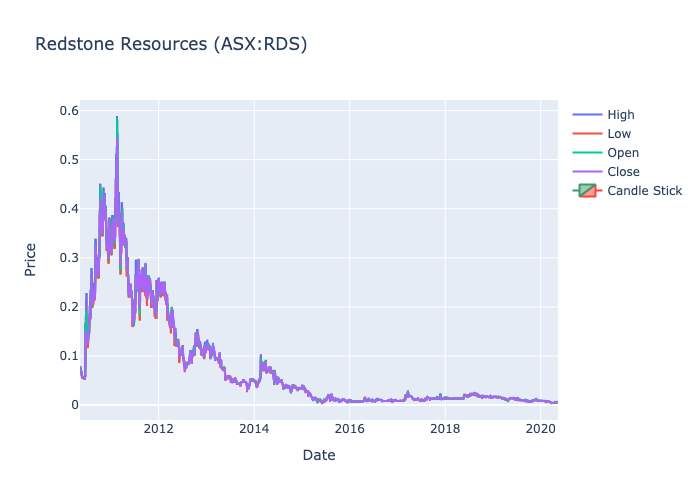 Redstone Resources (ASX:RDS)
High
Low
Open
Close
Candle Stick
0.6
0.5
0.4
0.3
0.2
0.1
0
Price
2012
2014
2016
2018
2020
Date